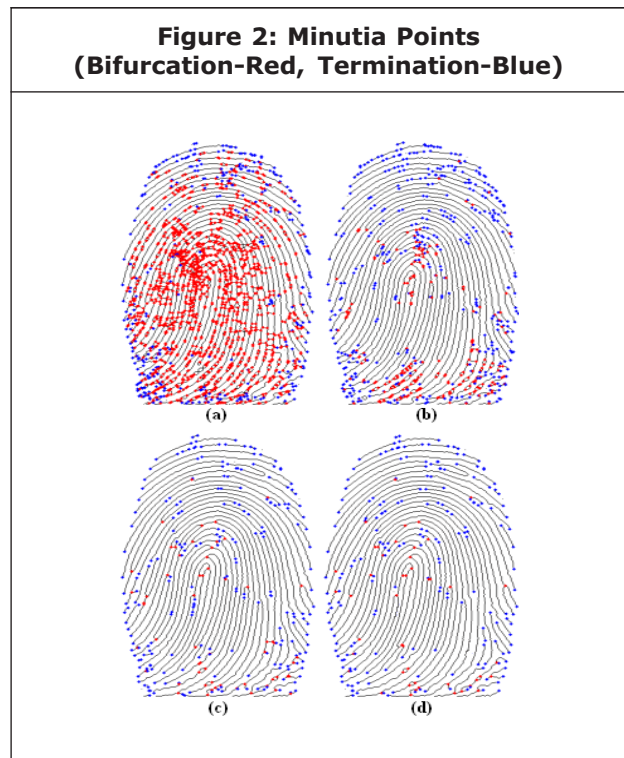 Figure 2: Minutia Points
(Bifurcation-Red, Termination-Blue)
(a) (b)
(c) (d)